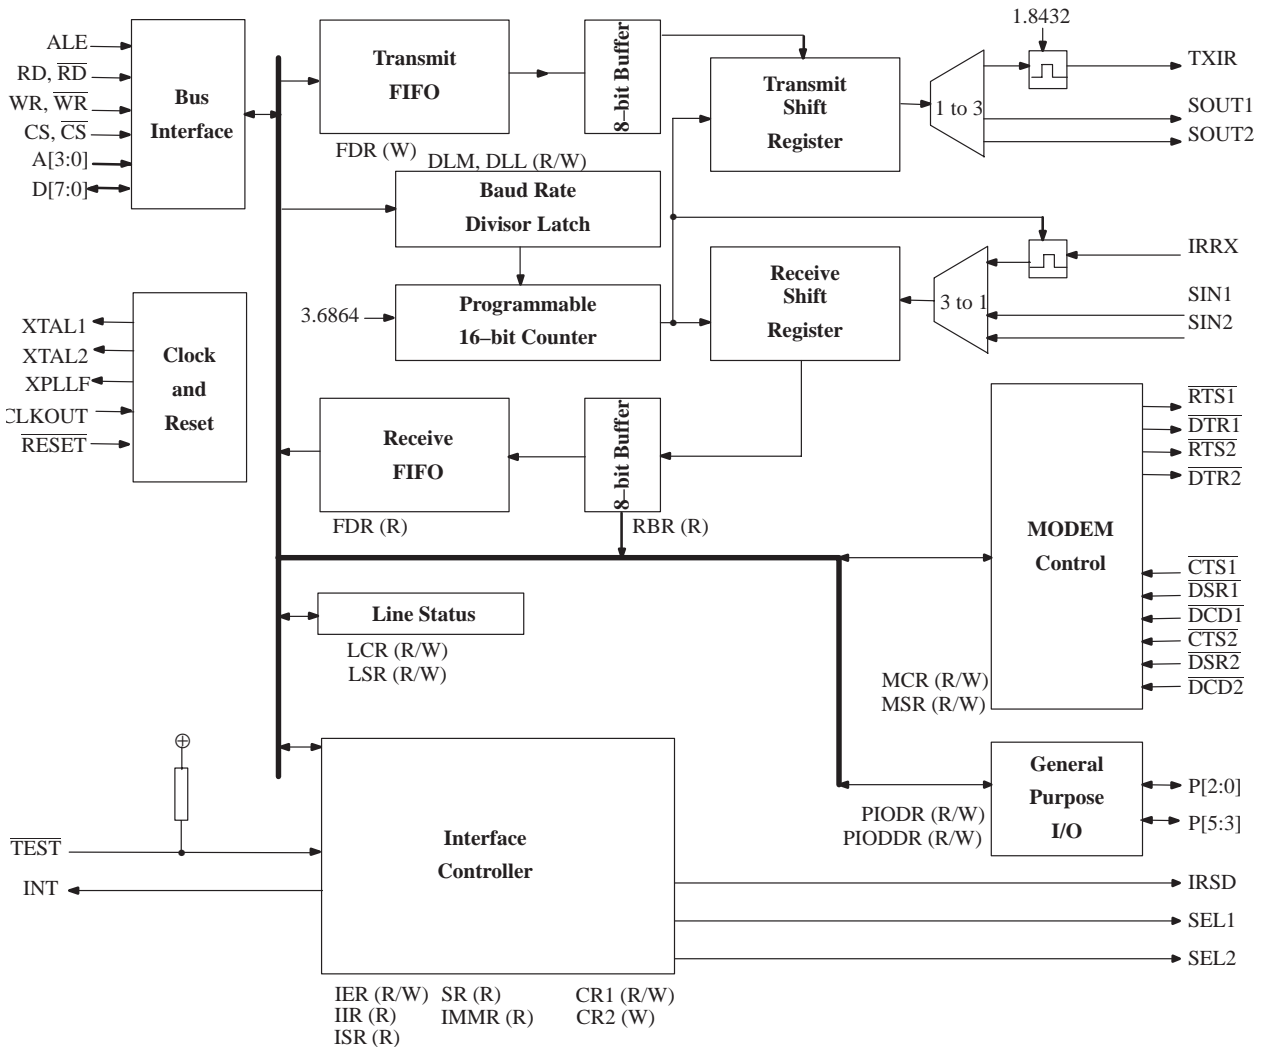 1.8432
ALE
RD, RD
WR, WR
CS, CS
A[3:0]
D[7:0]
Bus
Interface
Transmit
FIFO
FDR (W)
8–bit Buffer
Transmit
Shift
Register
1 to 3
TXIR
SOUT1
SOUT2
DLM, DLL (R/W)
Baud Rate
Divisor Latch
3.6864
Programmable
16–bit Counter
Receive
Shift
Register
3 to 1
IRRX
SIN1
SIN2
XTAL1
XTAL2
XPLLF
CLKOUT
RESET
Clock
and
Reset
Receive
FIFO
FDR (R)
8–bit Buffer
RBR (R)
MODEM
Control
RTS1
DTR1
RTS2
DTR2
CTS1
DSR1
DCD1
CTS2
DSR2
DCD2
MCR (R/W)
MSR (R/W)
Line Status
LCR (R/W)
LSR (R/W)
General
Purpose
I/O
P[2:0]
P[5:3]
PIODR (R/W)
PIODDR (R/W)
TEST
INT
Interface
Controller
IRSD
SEL1
SEL2
IER (R/W) SR (R) CR1 (R/W)
IIR (R) IMMR (R) CR2 (W)
ISR (R)